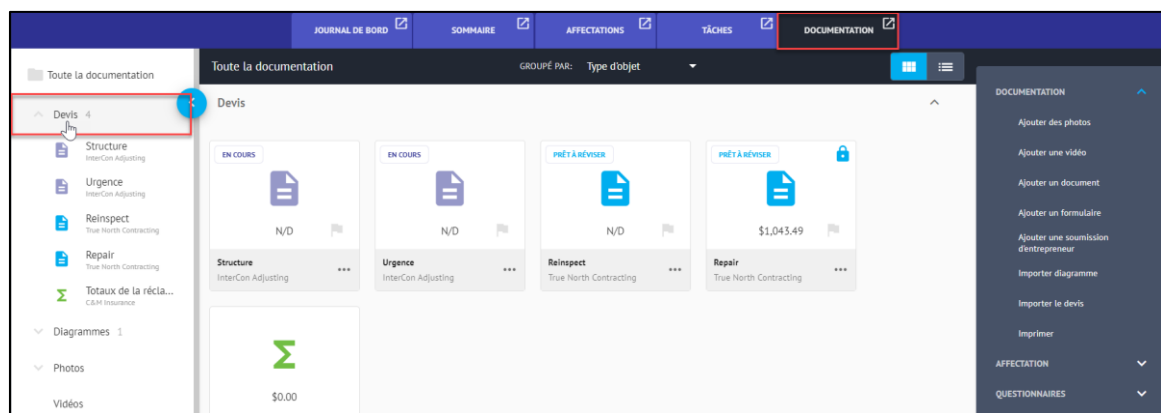 JOURNAL DE BORD
SOMMAIRE
AFFECTATIONS
TÂCHES
DOCUMENTATION
Toute la documentation
Devis 4
Structure
InterCon Adjusting
Urgence
InterCon Adjusting
Reinspect
True North Contracting
Repair
True North Contracting
Totaux de la récla...
C&M Insurance
Diagrammes 1
Photos
Vidéos
Toute la documentation
GROUPÉ PAR: Type d'objet
Devis
EN COURS
N/D
Structure
InterCon Adjusting
EN COURS
N/D
Urgence
InterCon Adjusting
PRÊT À RÉVISER
N/D
Reinspect
True North Contracting
PRÊT À RÉVISER
$1,043.49
Repair
True North Contracting
Σ
$0.00
DOCUMENTATION
Ajouter des photos
Ajouter une vidéo
Ajouter un document
Ajouter un formulaire
Ajouter une soumission
d'entrepreneur
Importer diagramme
Importer le devis
Imprimer
AFFECTATION
QUESTIONNAIRES